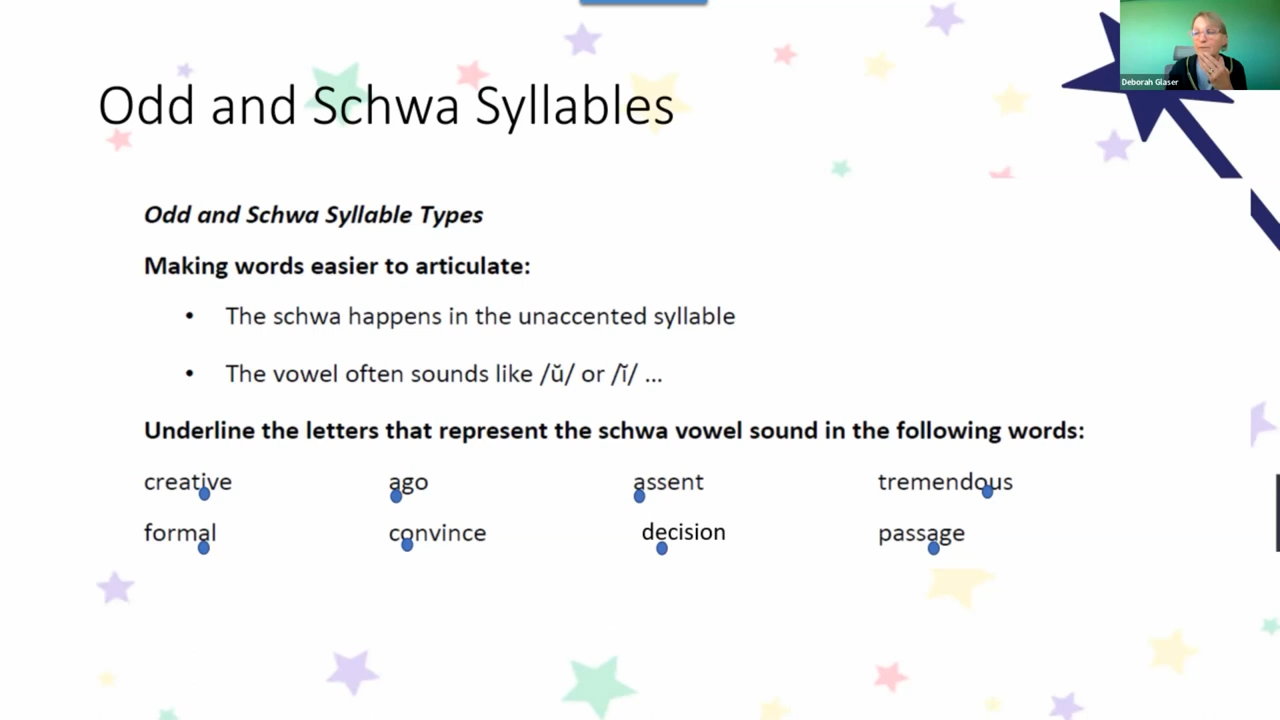 Deborah Glaser
Odd and Schwa Syllables
Odd and Schwa Syllable Types
Making words easier to articulate:
• The schwa happens in the unaccented syllable
• The vowel often sounds like /ŭ/ or /ĭ/ ...
Underline the letters that represent the schwa vowel sound in the following words:
creative ago assent tremendous
formal convince decision passage